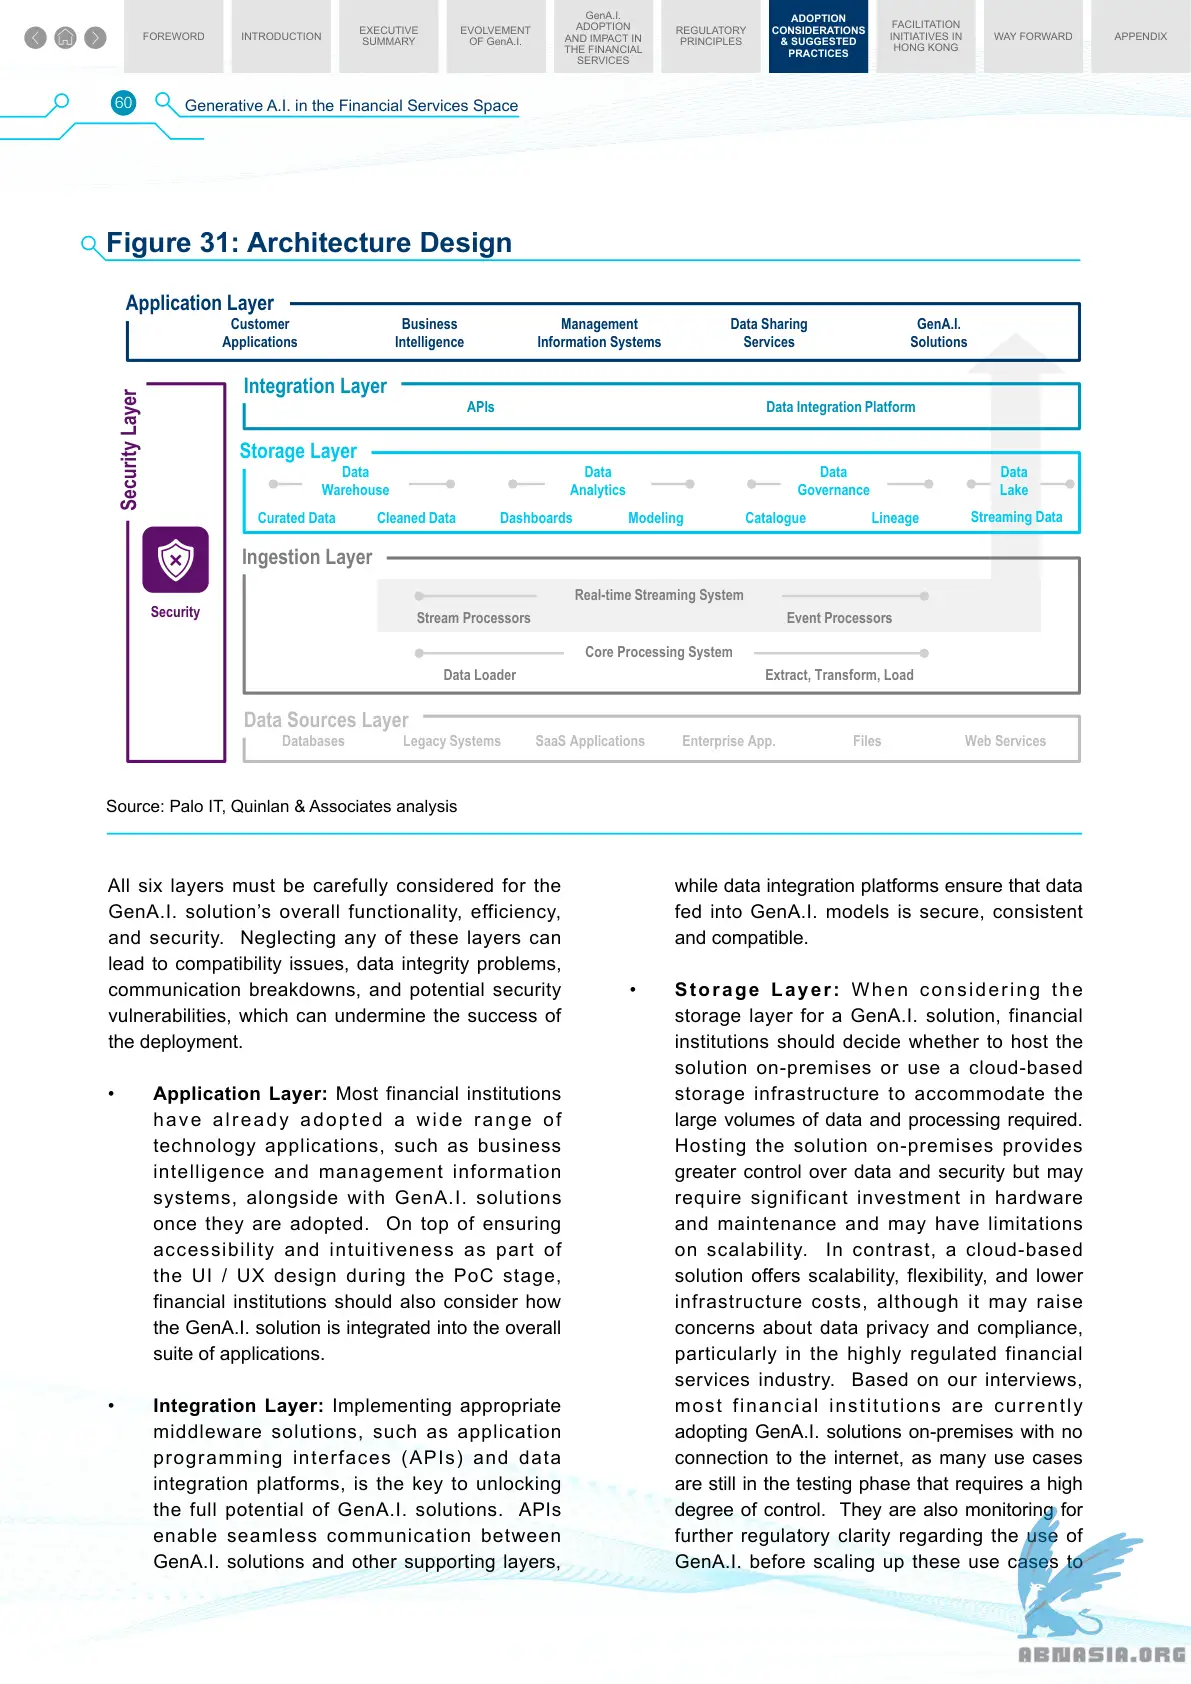 FOREWORD
INTRODUCTION
EXECUTIVE
SUMMARY
EVOLVEMENT
OF GenA.I.
GenA.I.
ADOPTION
AND IMPACT IN
THE FINANCIAL
SERVICES
REGULATORY
PRINCIPLES
ADOPTION
CONSIDERATIONS
& SUGGESTED
PRACTICES
FACILITATION
INITIATIVES IN
HONG KONG
WAY FORWARD
APPENDIX
60
Generative A.I. in the Financial Services Space
Figure 31: Architecture Design
Application Layer
Customer
Applications
Business
Intelligence
Management
Information Systems
Data Sharing
Services
GenA.I.
Solutions
Security Layer
Security
Integration Layer
APIs
Data Integration Platform
Storage Layer
Data
Warehouse
Data
Analytics
Data
Governance
Data
Lake
Curated Data
Cleaned Data
Dashboards
Modeling
Catalogue
Lineage
Streaming Data
Ingestion Layer
Real-time Streaming System
Stream Processors
Event Processors
Core Processing System
Data Loader
Extract, Transform, Load
Data Sources Layer
Databases
Legacy Systems
SaaS Applications
Enterprise App.
Files
Web Services
Source: Palo IT, Quinlan & Associates analysis
All six layers must be carefully considered for the
GenA.I. solution's overall functionality, efficiency,
and security. Neglecting any of these layers can
lead to compatibility issues, data integrity problems,
communication breakdowns, and potential security
vulnerabilities, which can undermine the success of
the deployment.
• Application Layer: Most financial institutions
have already adopted a wide range of
technology applications, such as business
intelligence and management information
systems, alongside with GenA.I. solutions
once they are adopted. On top of ensuring
accessibility and intuitiveness as part of
the UI / UX design during the PoC stage,
financial institutions should also consider how
the GenA.I. solution is integrated into the overall
suite of applications.
• Integration Layer: Implementing appropriate
middleware solutions, such as application
programming interfaces (APIs) and data
integration platforms, is the key to unlocking
the full potential of GenA.I. solutions. APIs
enable seamless communication between
GenA.I. solutions and other supporting layers,
while data integration platforms ensure that data
fed into GenA.I. models is secure, consistent
and compatible.
• Storage Layer: When considering the
storage layer for a GenA.I. solution, financial
institutions should decide whether to host the
solution on-premises or use a cloud-based
storage infrastructure to accommodate the
large volumes of data and processing required.
Hosting the solution on-premises provides
greater control over data and security but may
require significant investment in hardware
and maintenance and may have limitations
on scalability. In contrast, a cloud-based
solution offers scalability, flexibility, and lower
infrastructure costs, although it may raise
concerns about data privacy and compliance,
particularly in the highly regulated financial
services industry. Based on our interviews,
most financial institutions are currently
adopting GenA.I. solutions on-premises with no
connection to the internet, as many use cases
are still in the testing phase that requires a high
degree of control. They are also monitoring for
further regulatory clarity regarding the use of
GenA.I. before scaling up these use cases to
ABNASIA.ORG